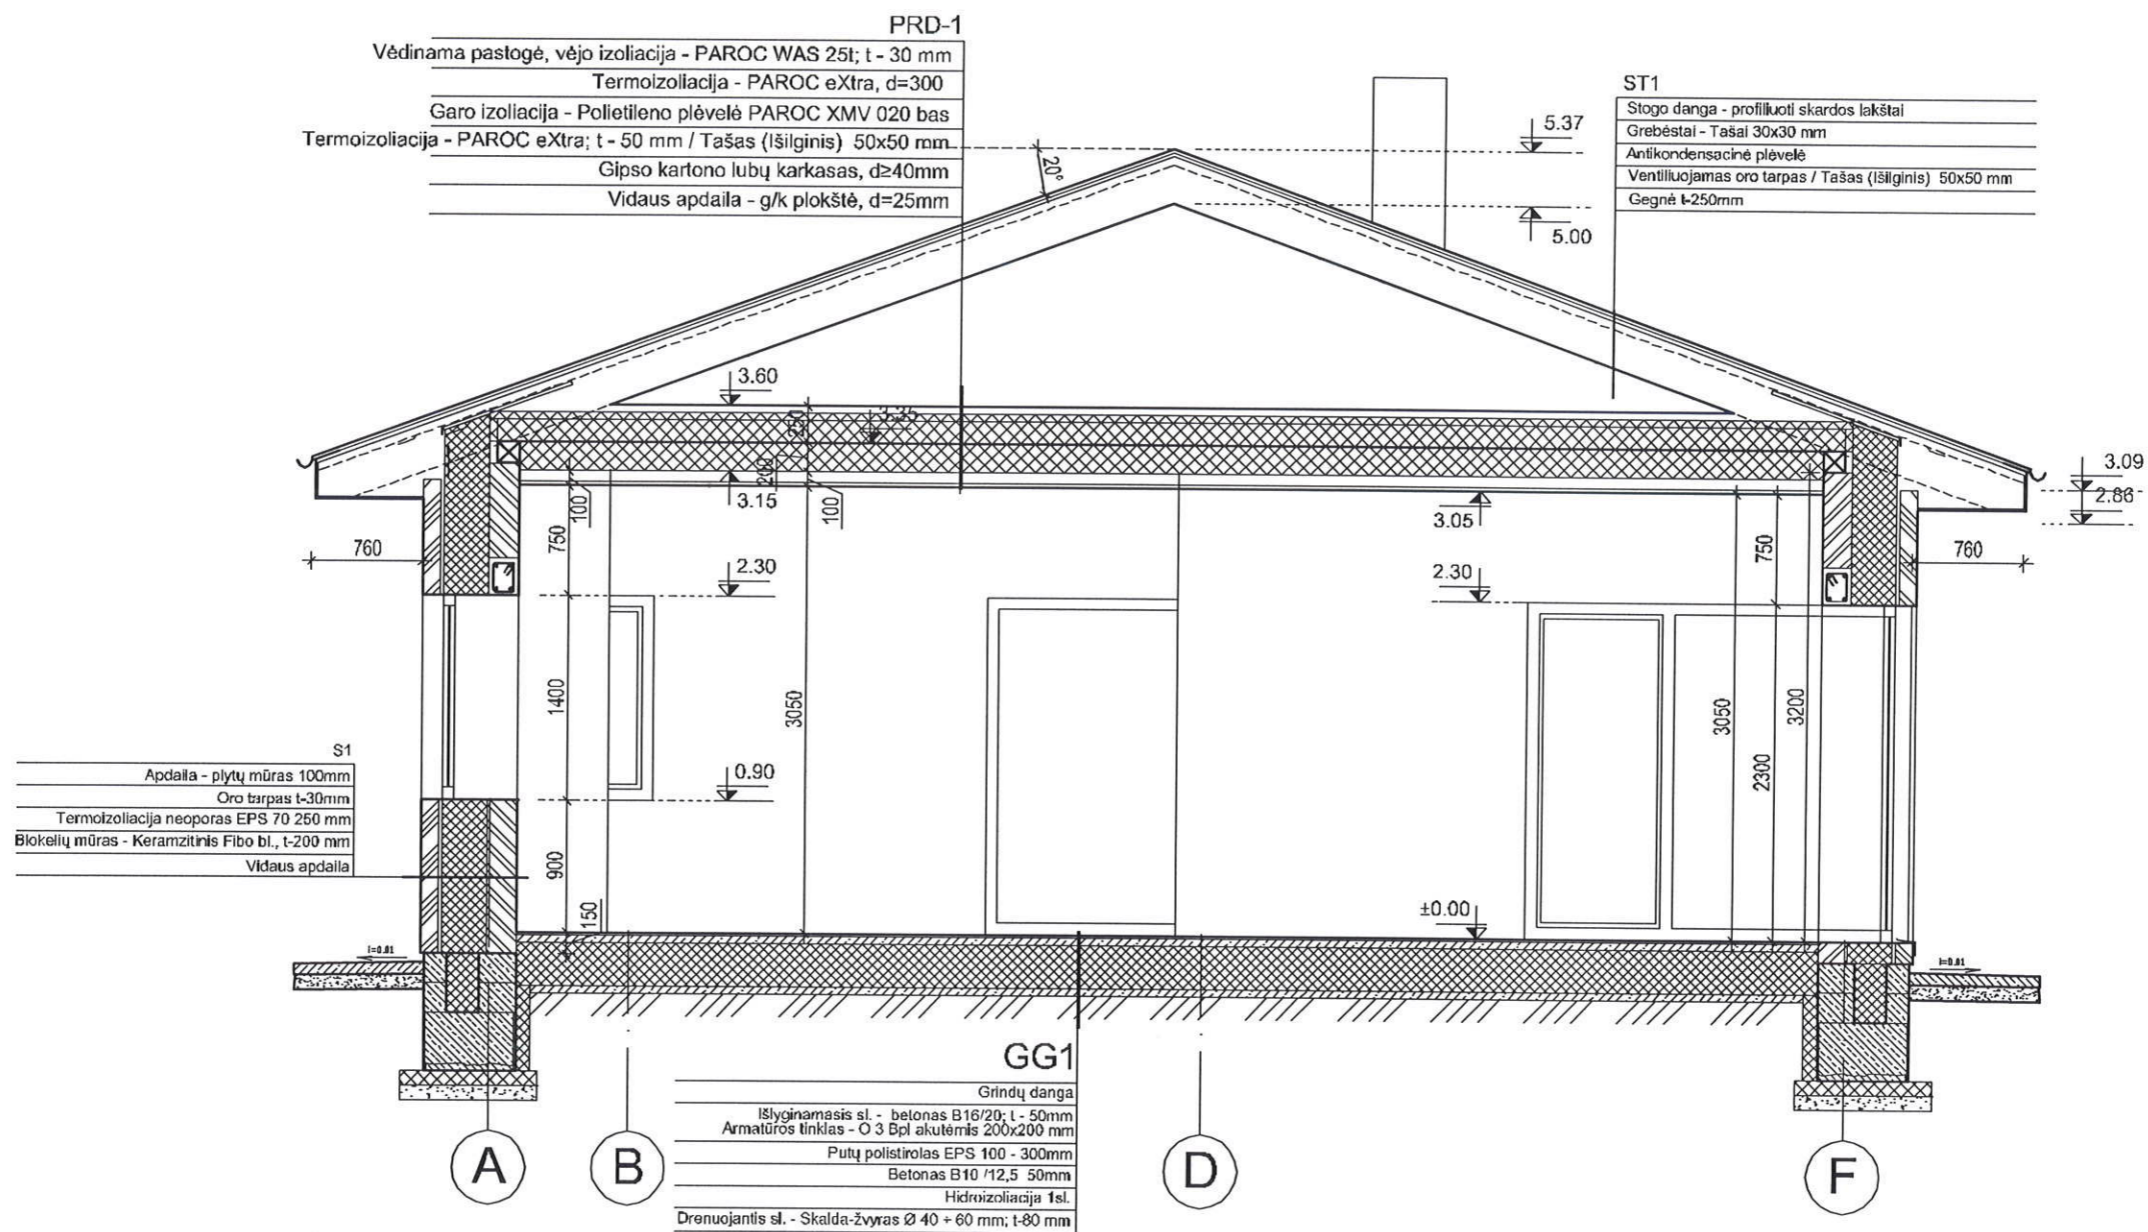 PRD-1
Vėdinama pastogė, vėjo izoliacija - PAROC WAS 25t; t - 30 mm
Termoizoliacija - PAROC eXtra, d=300
Garo izoliacija - Polietileno plėvelė PAROC XMV 020 bas
Termoizoliacija - PAROC eXtra; t - 50 mm / Tašas (Išilginis) 50x50 mm
Gipso kartono lubų karkasas, d≥40mm
Vidaus apdaila - g/k plokštė, d=25mm
ST1
Stogo danga - profiliuoti skardos lakštai
Grebėstai - Tašai 30x30 mm
Antikondensacinė plėvelė
Ventiliuojamas oro tarpas / Tašas (Išilginis) 50x50 mm
Gegnė t-250mm
20°
5.37
5.00
3.60
250
3.35
200
3.15
100
100
3.05
3.09
2.86
760
760
750
750
2.30
2.30
1400
3050
3050
3200
2300
0.90
900
150
±0.00
S1
Apdaila - plytų mūras 100mm
Oro tarpas t-30mm
Termoizoliacija neoporas EPS 70 250 mm
Blokelių mūras - Keramzitinis Fibo bl., t-200 mm
Vidaus apdaila
i=0.01
i=0.01
GG1
Grindų danga
Išlyginamasis sl. - betonas B16/20; t - 50mm
Armatūros tinklas - O 3 BpI akutėmis 200x200 mm
Putų polistirolas EPS 100 - 300mm
Betonas B10 /12,5 50mm
Hidroizoliacija 1sl.
Drenuojantis sl. - Skalda-žvyras Ø 40 ÷ 60 mm; t-80 mm
A
B
D
F